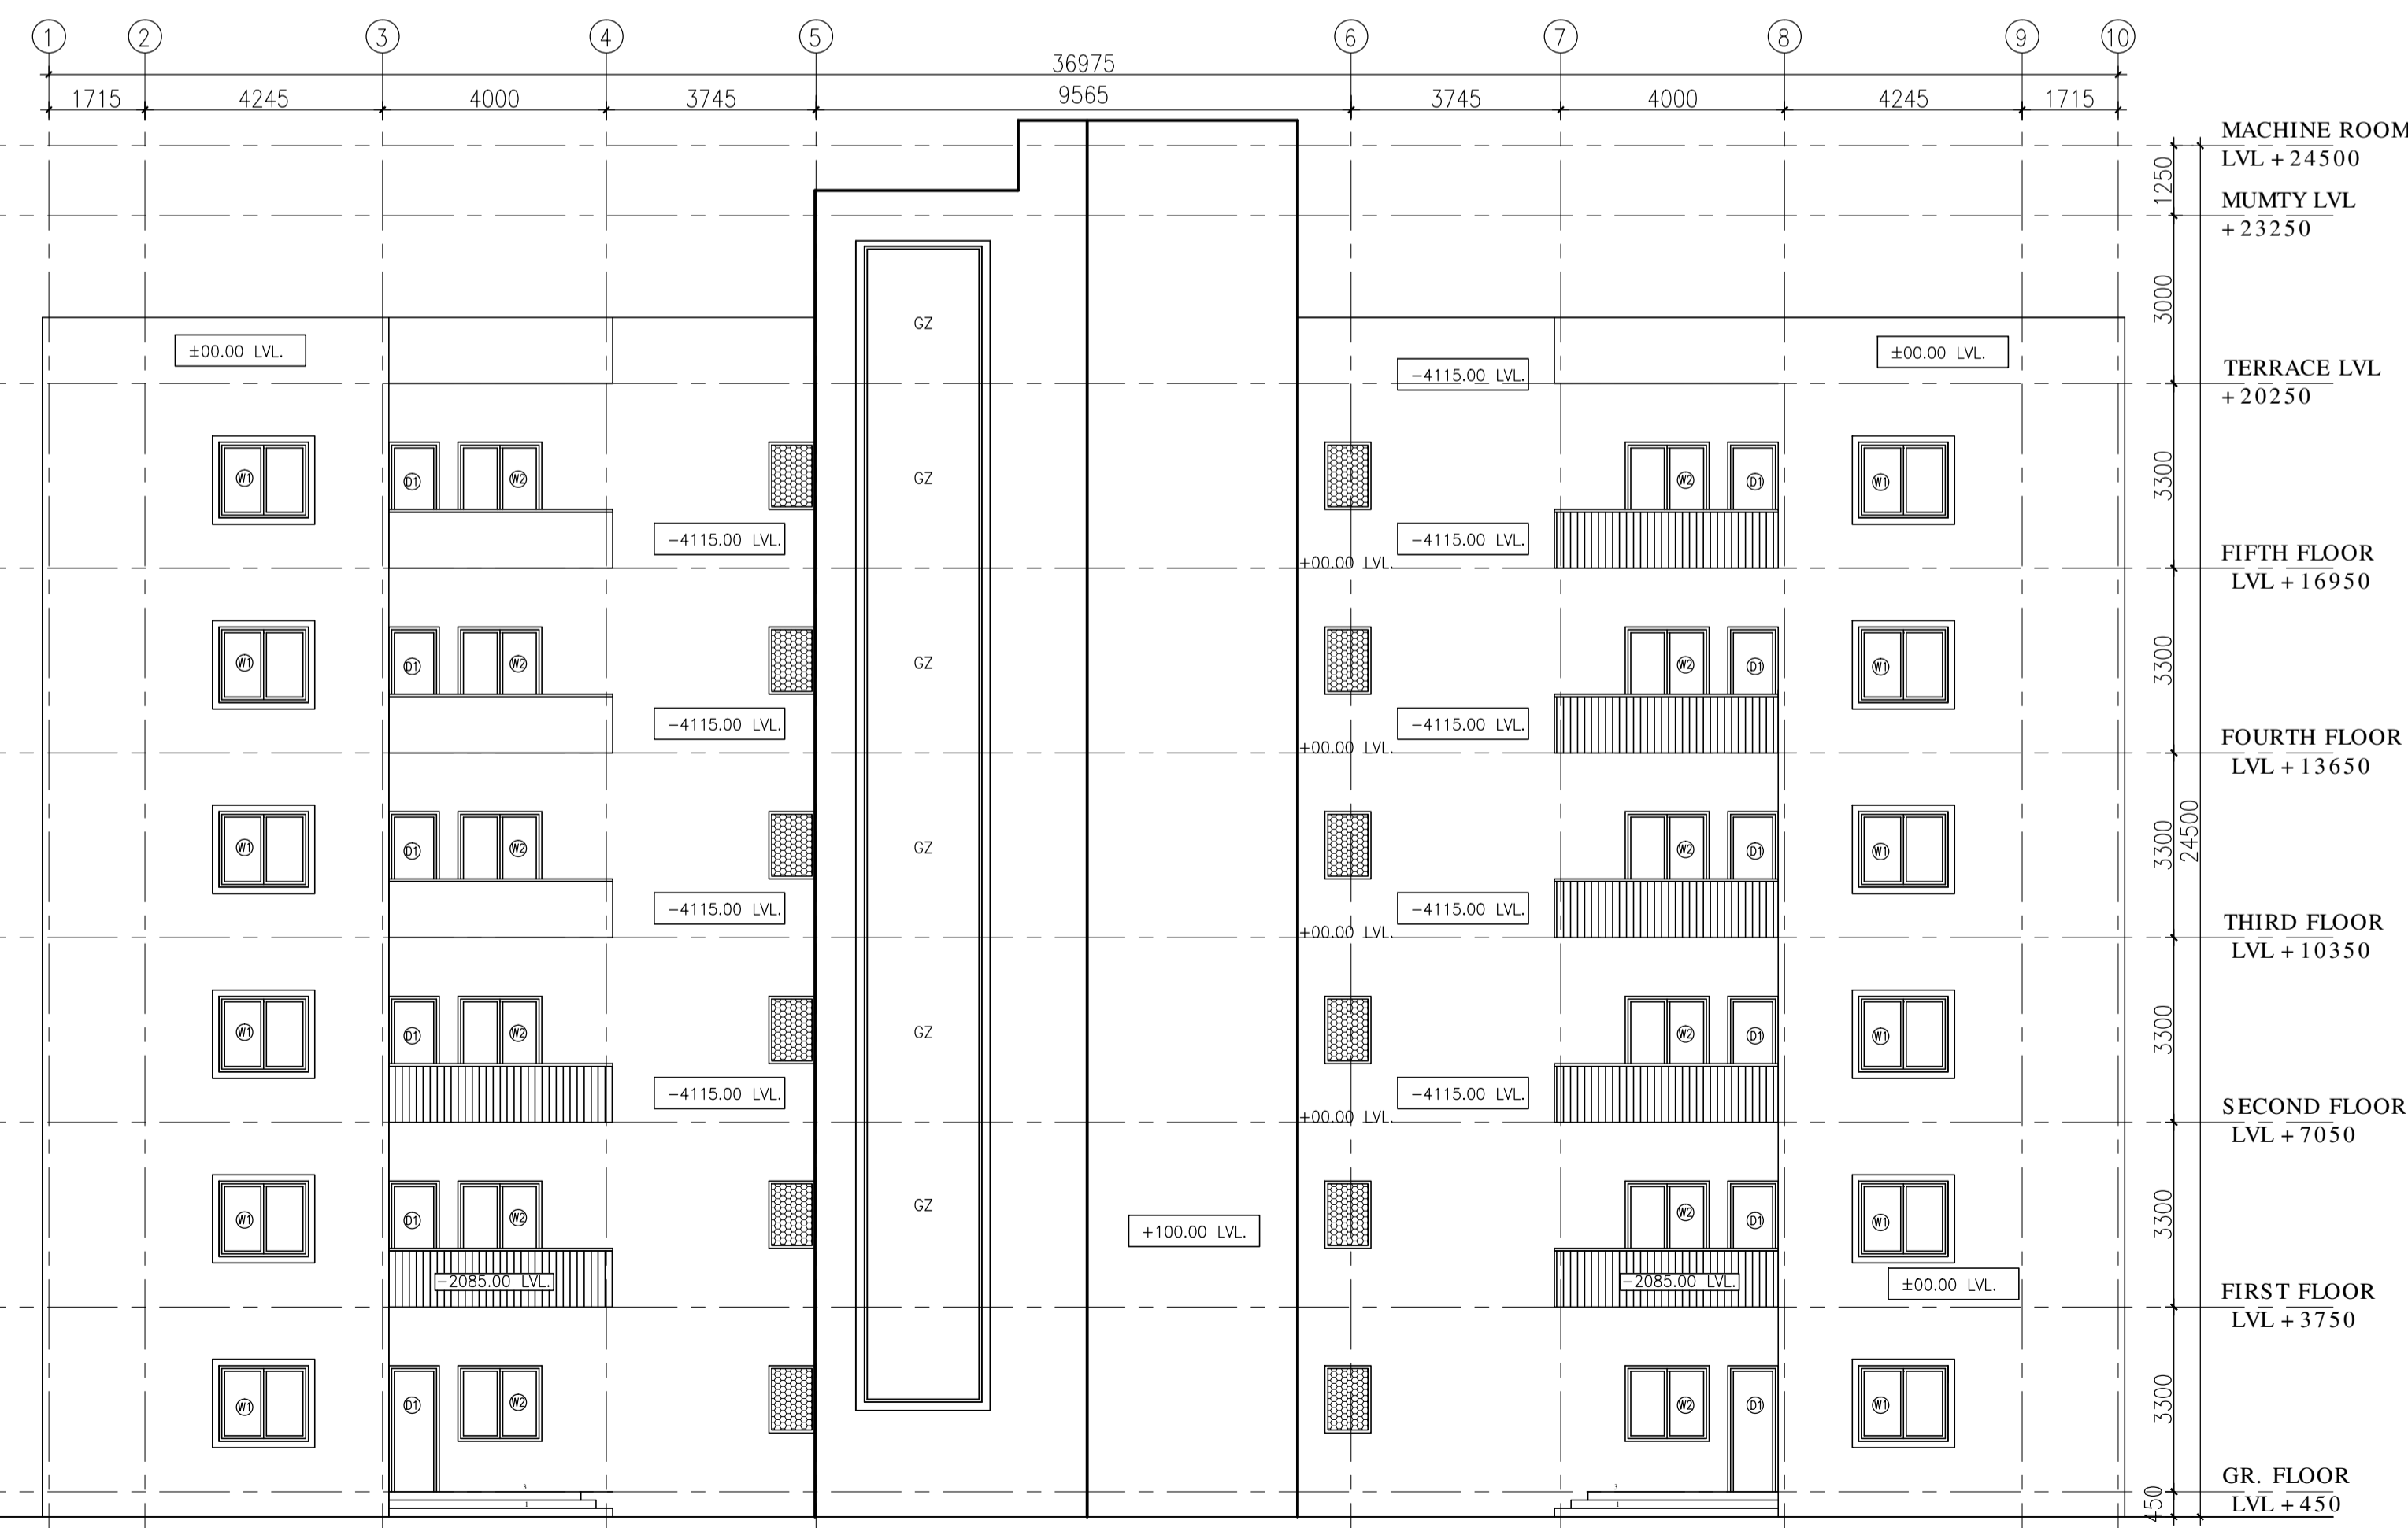 1 2 3 4 5 6 7 8 9 10
36975
1715 4245 4000 3745 9565 3745 4000 4245 1715
MACHINE ROOM
LVL +24500
1250
MUMTY LVL
+23250
3000
GZ
±00.00 LVL. ±00.00 LVL.
-4115.00 LVL.
TERRACE LVL
+20250
W1 D1 W2 GZ W2 D1 W1
3300
-4115.00 LVL. -4115.00 LVL.
+00.00 LVL.
FIFTH FLOOR
LVL +16950
W1 D1 W2 GZ W2 D1 W1
3300
-4115.00 LVL. -4115.00 LVL.
+00.00 LVL.
FOURTH FLOOR
LVL +13650
W1 D1 W2 GZ W2 D1 W1
3300
24500
-4115.00 LVL. -4115.00 LVL.
+00.00 LVL.
THIRD FLOOR
LVL +10350
W1 D1 W2 GZ W2 D1 W1
3300
-4115.00 LVL. -4115.00 LVL.
+00.00 LVL.
SECOND FLOOR
LVL +7050
W1 D1 W2 GZ W2 D1 W1
3300
+100.00 LVL.
-2085.00 LVL. -2085.00 LVL. ±00.00 LVL.
FIRST FLOOR
LVL +3750
W1 D1 W2 W2 D1 W1
3300
3 3
1 1
GR. FLOOR
LVL +450
450